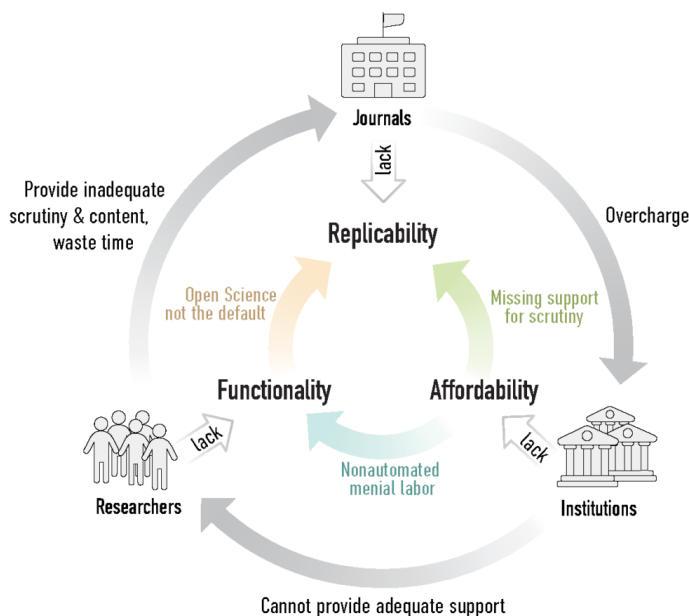 Journals
lack
Provide inadequate
scrutiny & content,
waste time
Overcharge
Replicability
Open Science
not the default
Missing support
for scrutiny
Functionality
Affordability
lack
lack
Nonautomated
menial labor
Researchers
Institutions
Cannot provide adequate support